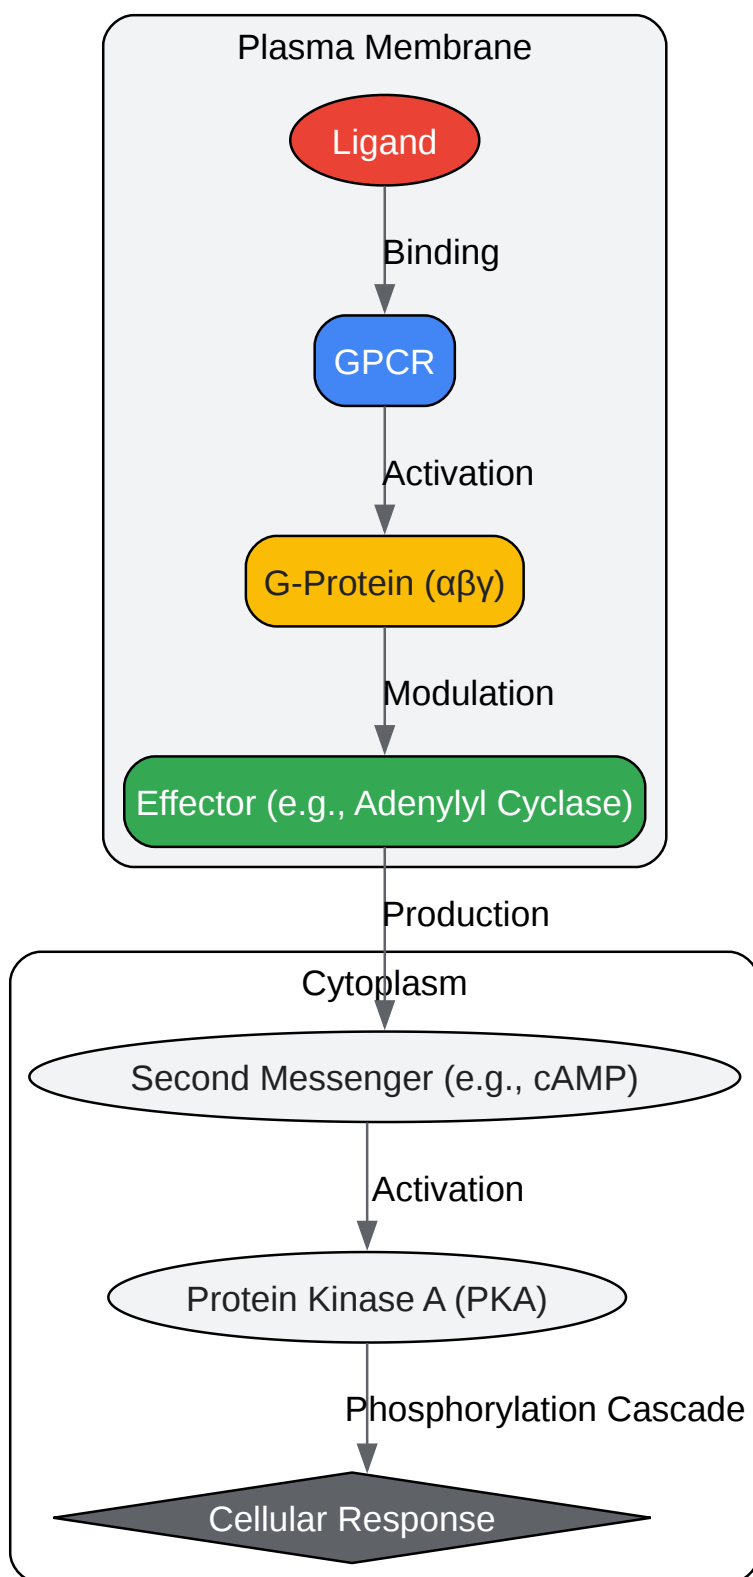 Plasma Membrane
Ligand
Binding
GPCR
Activation
G-Protein (αβγ)
Modulation
Effector (e.g., Adenylyl Cyclase)
Production
Cytoplasm
Second Messenger (e.g., cAMP)
Activation
Protein Kinase A (PKA)
Phosphorylation Cascade
Cellular Response